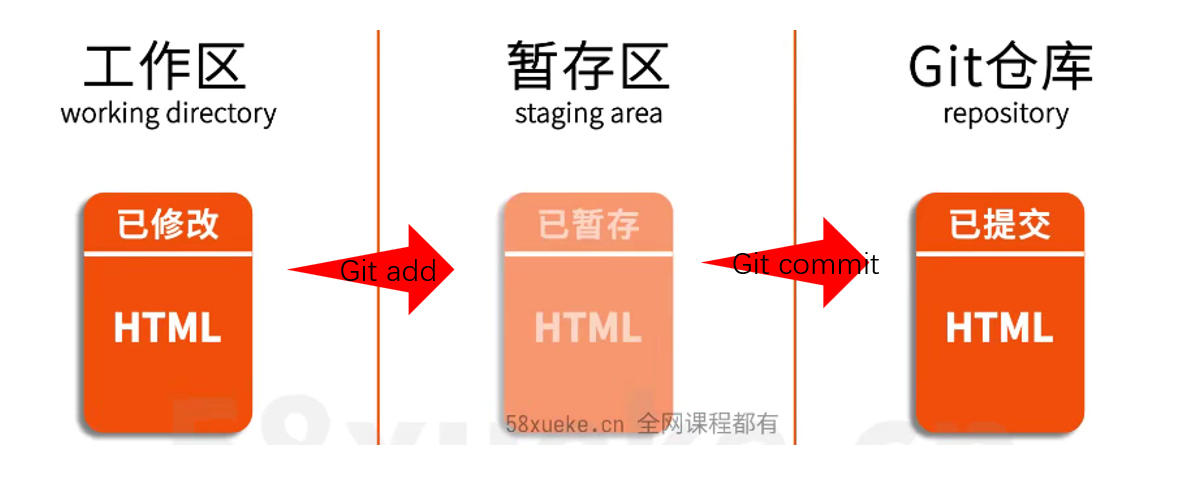 工作区
working directory
暂存区
staging area
Git仓库
repository
已修改
HTML
Git add
已暂存
HTML
Git commit
已提交
HTML
58xueke.cn 全网课程都有
58xueke.cn